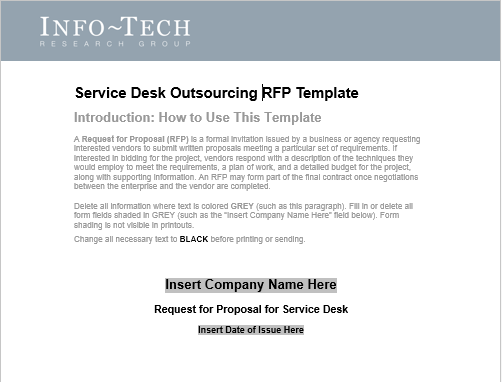 INFO~TECH
RESEARCH GROUP
Service Desk Outsourcing RFP Template
Introduction: How to Use This Template
A Request for Proposal (RFP) is a formal invitation issued by a business or agency requesting
interested vendors to submit written proposals meeting a particular set of requirements. If
interested in bidding for the project, vendors respond with a description of the techniques they
would employ to meet the requirements, a plan of work, and a detailed budget for the project,
along with supporting information. An RFP may form part of the final contract once negotiations
between the enterprise and the vendor are completed.
Delete all information where text is colored GREY (such as this paragraph). Fill in or delete all
form fields shaded in GREY (such as the "Insert Company Name Here" field below). Form
shading is not visible in printouts.
Change all necessary text to BLACK before printing or sending.
Insert Company Name Here
Request for Proposal for Service Desk
Insert Date of Issue Here